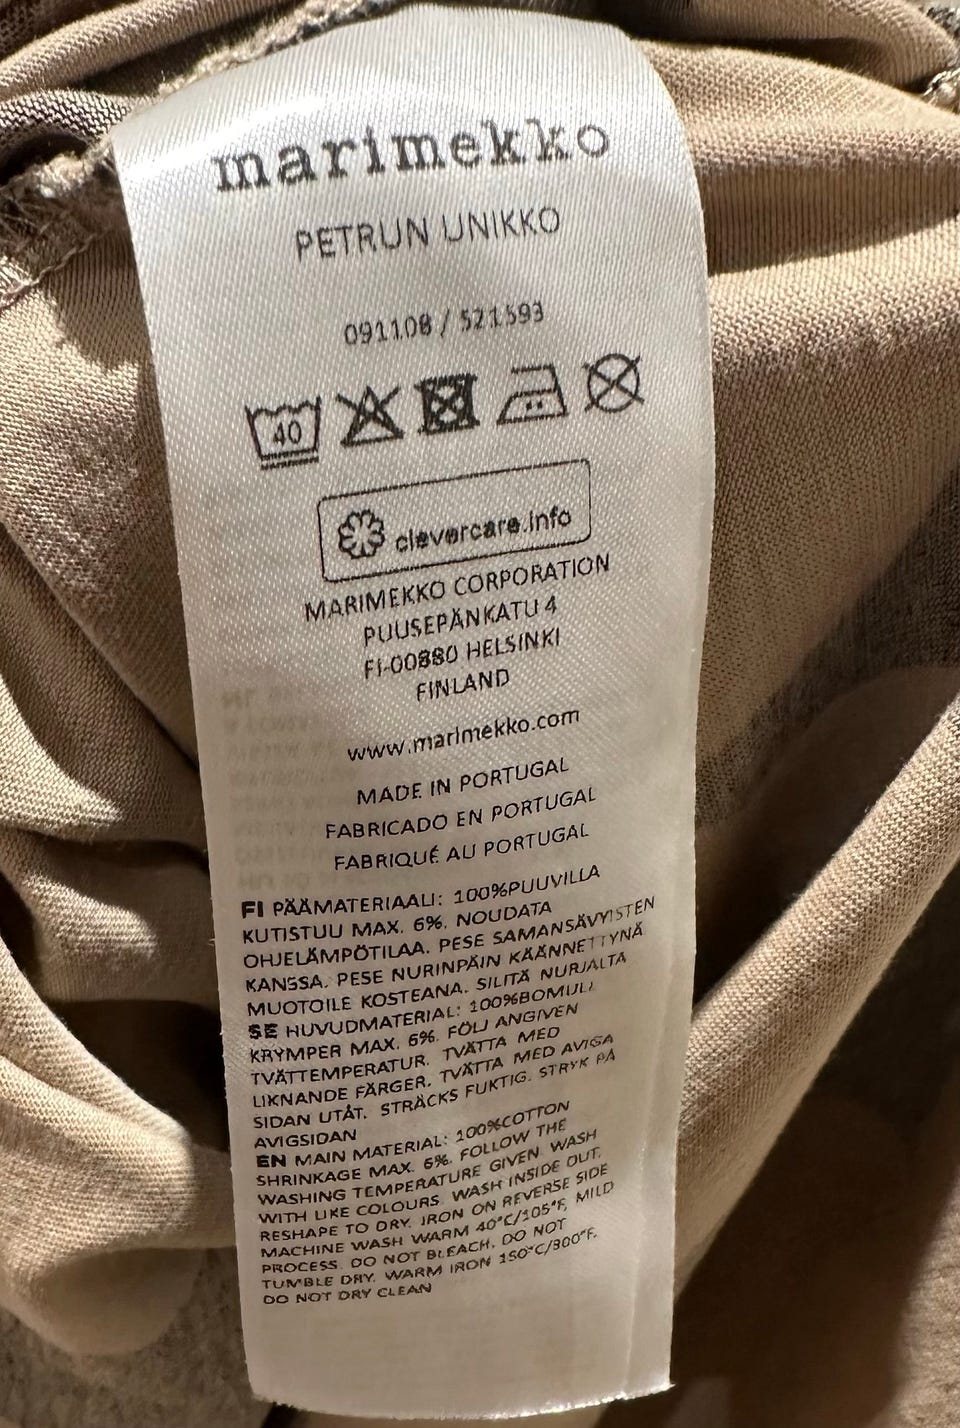 marimekko
PETRUN UNIKKO
091108 / 521593
40
clevercare.info
MARIMEKKO CORPORATION
PUUSEPÄNKATU 4
FI-00880 HELSINKI
FINLAND
www.marimekko.com
MADE IN PORTUGAL
FABRICADO EN PORTUGAL
FABRIQUÉ AU PORTUGAL
FI PÄÄMATERIAALI: 100%PUUVILLA
KUTISTUU MAX. 6%. NOUDATA
OHJELÄMPÖTILAA. PESE SAMANSÄVYISTEN
KANSSA. PESE NURINPÄIN KÄÄNNETTYNÄ
MUOTOILE KOSTEANA. SILITÄ NURJALTA
SE HUVUDMATERIAL: 100%BOMULL
KRYMPER MAX. 6%. FÖLJ ANGIVEN
TVÄTTEMPERATUR. TVÄTTA MED
LIKNANDE FÄRGER. TVÄTTA MED AVIGA
SIDAN UTÅT. STRÄCKS FUKTIG. STRYK PÅ
AVIGSIDAN
EN MAIN MATERIAL: 100%COTTON
SHRINKAGE MAX. 6%. FOLLOW THE
WASHING TEMPERATURE GIVEN. WASH
WITH LIKE COLOURS. WASH INSIDE OUT.
RESHAPE TO DRY. IRON ON REVERSE SIDE
MACHINE WASH WARM 40°C/105°F, MILD
PROCESS. DO NOT BLEACH. DO NOT
TUMBLE DRY. WARM IRON 150°C/300°F.
DO NOT DRY CLEAN